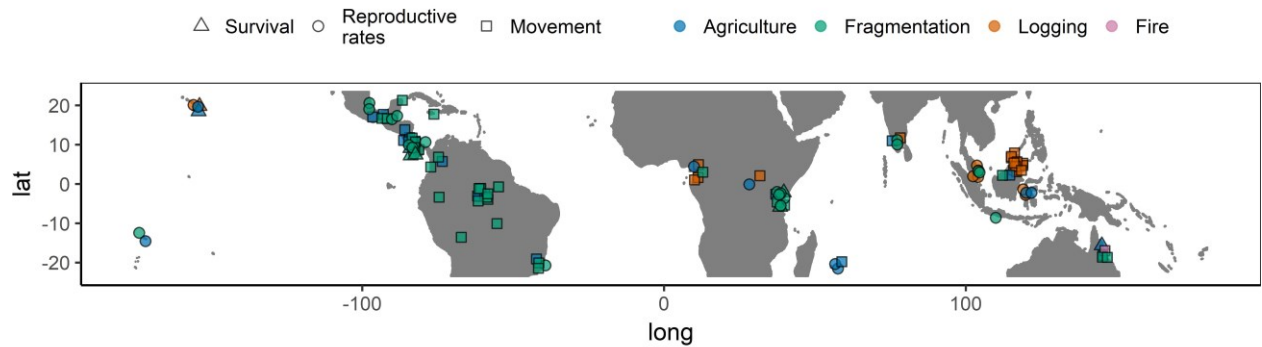 Survival Reproductive rates Movement Agriculture Fragmentation Logging Fire
20
10
0
-10
-20
lat
-100 0 100
long